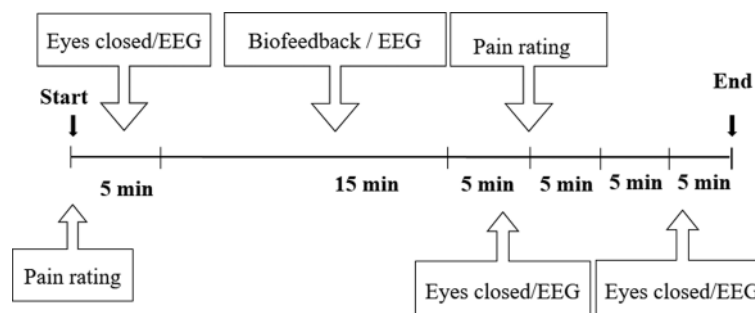 Eyes closed/EEG
Biofeedback / EEG
Pain rating
Start
End
5 min
15 min
5 min
5 min
5 min
5 min
Pain rating
Eyes closed/EEG
Eyes closed/EEG